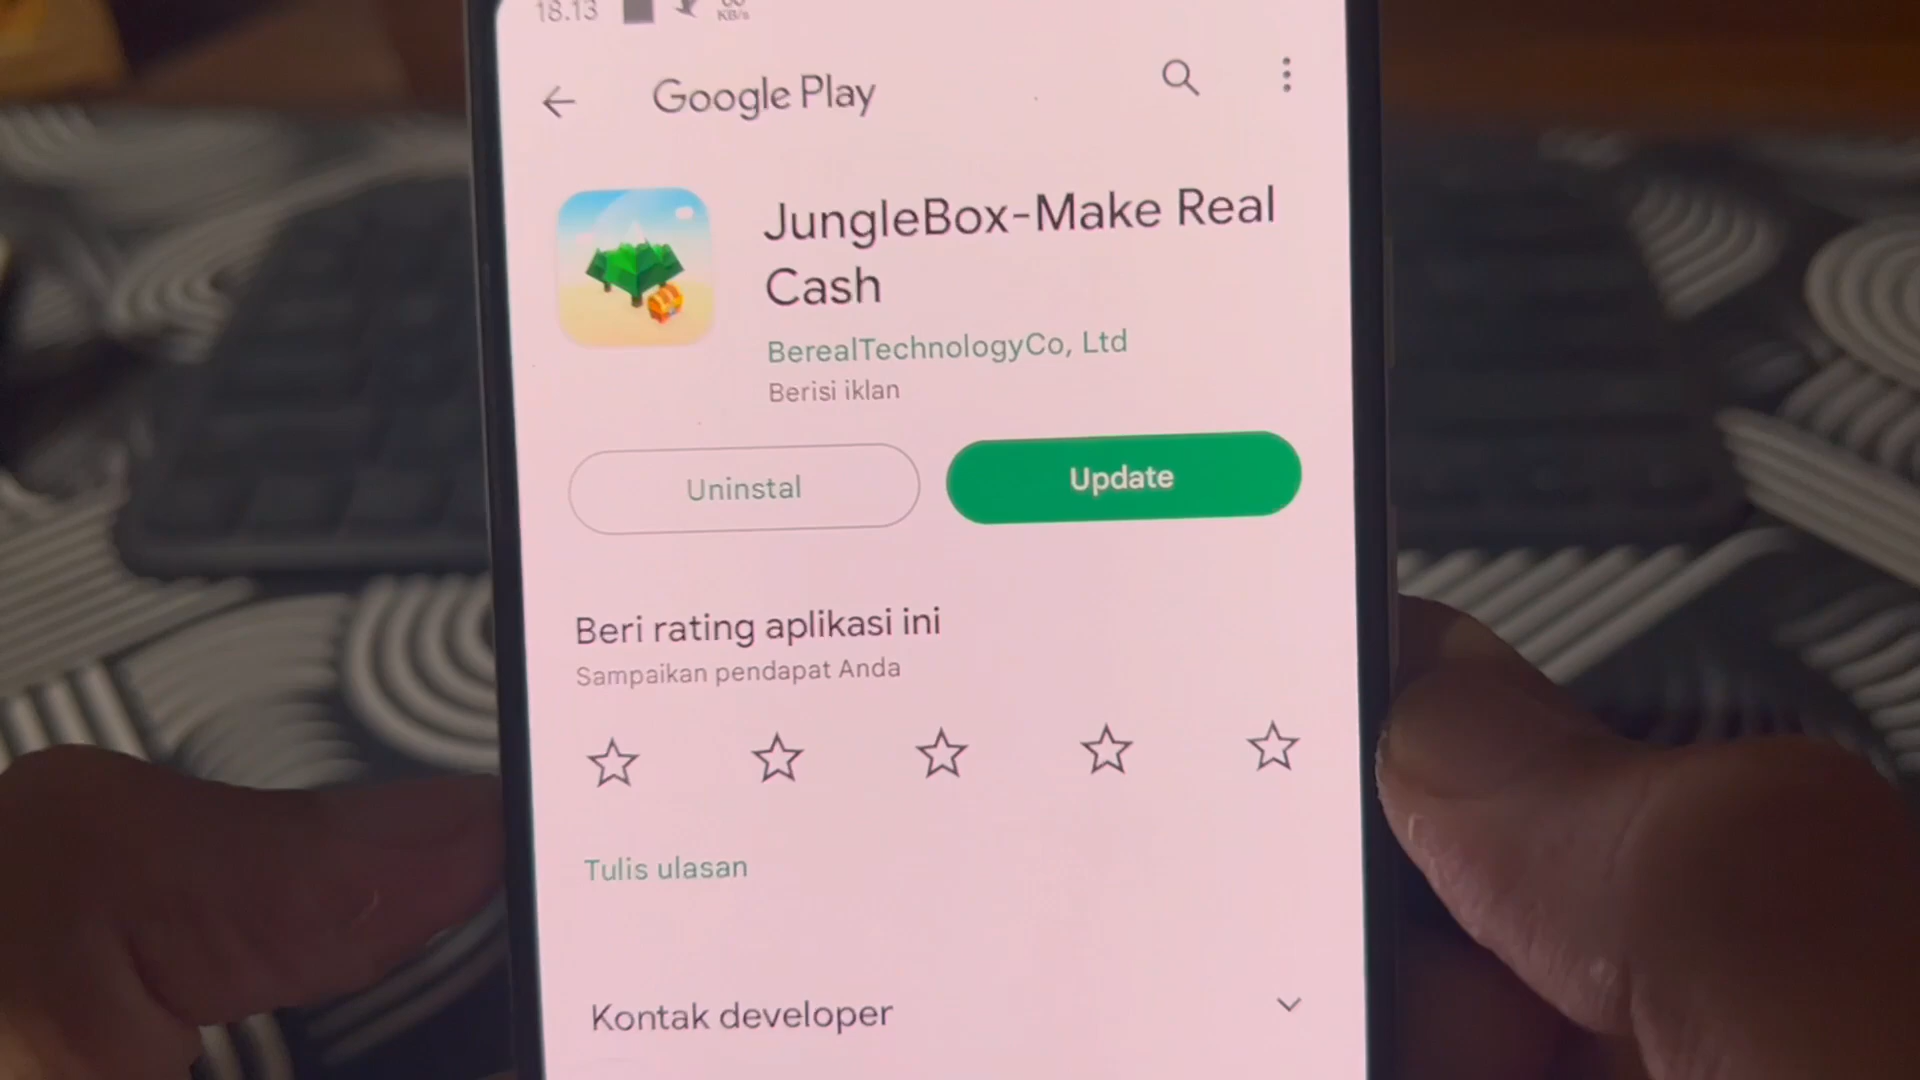 18.13
KB/s
Google Play
JungleBox-Make Real
Cash
BerealTechnologyCo, Ltd
Berisi iklan
Uninstal
Update
Beri rating aplikasi ini
Sampaikan pendapat Anda
Tulis ulasan
Kontak developer